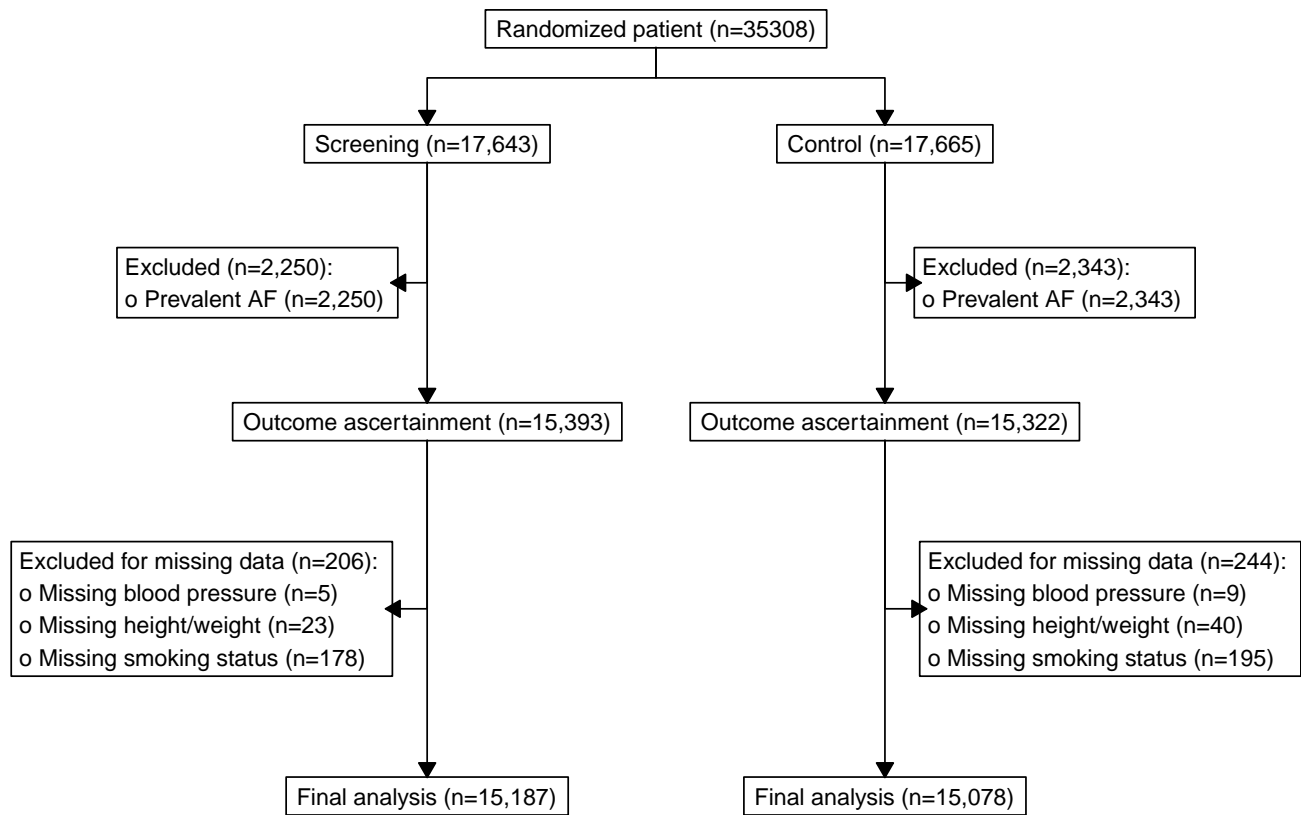 Randomized patient (n=35308)
Screening (n=17,643)
Control (n=17,665)
Excluded (n=2,250):
o Prevalent AF (n=2,250)
Excluded (n=2,343):
o Prevalent AF (n=2,343)
Outcome ascertainment (n=15,393)
Outcome ascertainment (n=15,322)
Excluded for missing data (n=206):
o Missing blood pressure (n=5)
o Missing height/weight (n=23)
o Missing smoking status (n=178)
Excluded for missing data (n=244):
o Missing blood pressure (n=9)
o Missing height/weight (n=40)
o Missing smoking status (n=195)
Final analysis (n=15,187)
Final analysis (n=15,078)